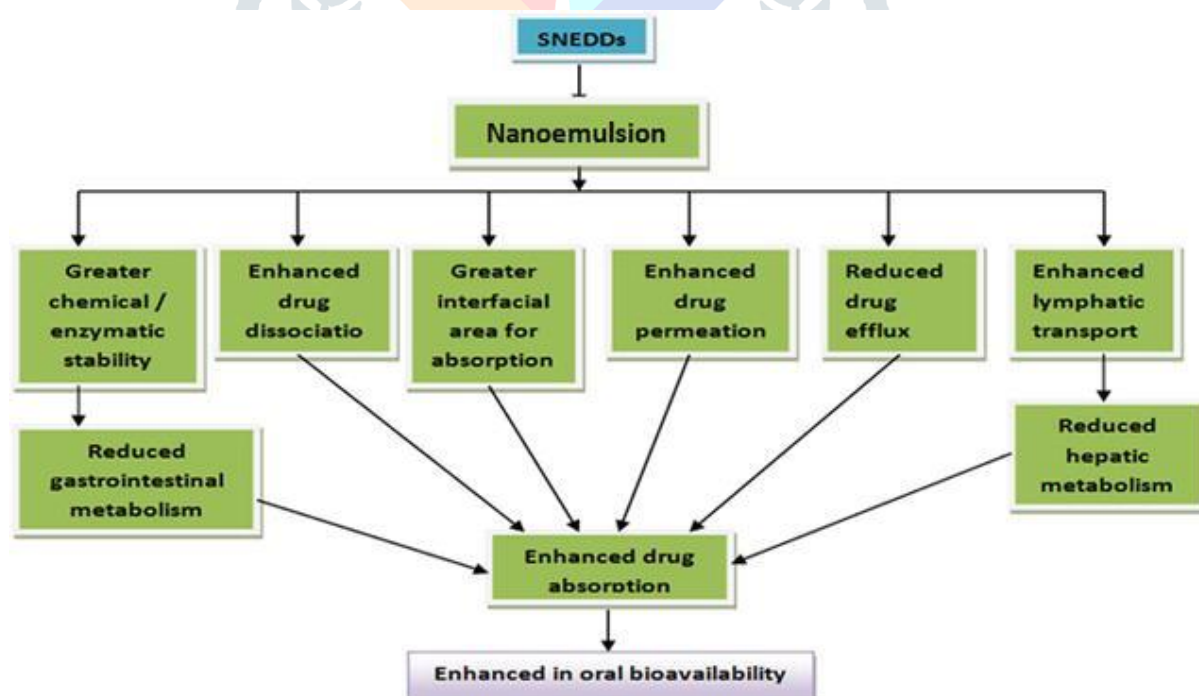 SNEDDs
Nanoemulsion
Greater
chemical /
enzymatic
stability
Enhanced
drug
dissociatio
Greater
interfacial
area for
absorption
Enhanced
drug
permeation
Reduced
drug
efflux
Enhanced
lymphatic
transport
Reduced
gastrointestinal
metabolism
Reduced
hepatic
metabolism
Enhanced drug
absorption
Enhanced in oral bioavailability